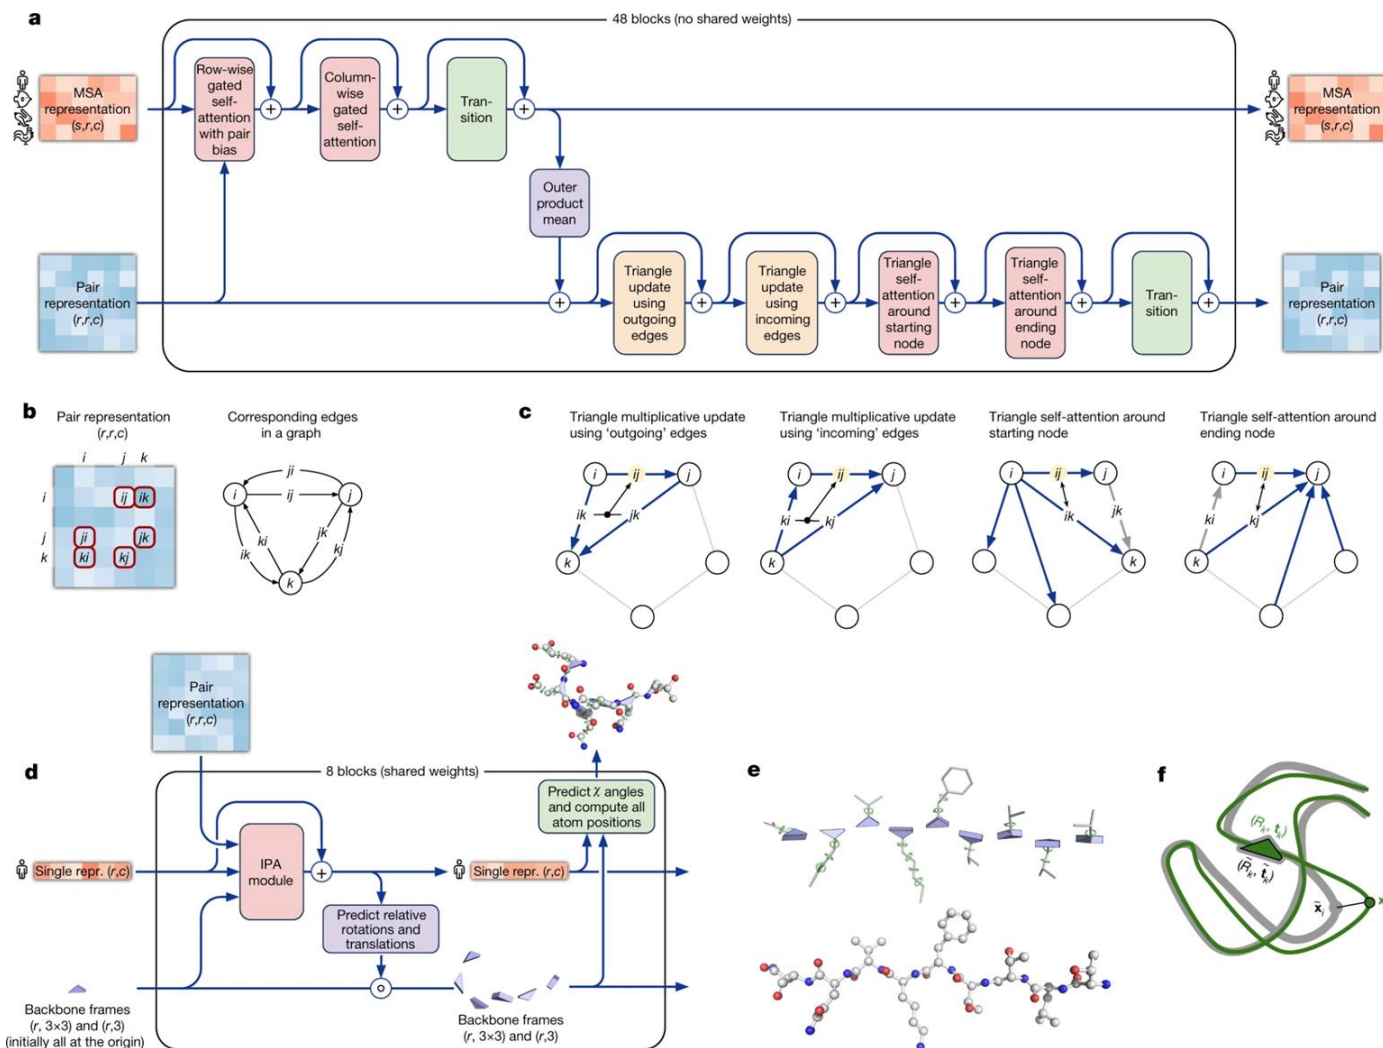 a
48 blocks (no shared weights)
MSA
representation
(s,r,c)
Row-wise
gated
self-
attention
with pair
bias
+
Column-
wise
gated
self-
attention
+
Tran-
sition
+
MSA
representation
(s,r,c)
Outer
product
mean
Pair
representation
(r,r,c)
+
Triangle
update
using
outgoing
edges
+
Triangle
update
using
incoming
edges
+
Triangle
self-
attention
around
starting
node
+
Triangle
self-
attention
around
ending
node
+
Tran-
sition
+
Pair
representation
(r,r,c)
b
Pair representation
(r,r,c)
i j k
i ij ik
j ji jk
k kj kj
Corresponding edges
in a graph
ji
i ij j
ki jk
ik kj
k
c
Triangle multiplicative update
using ‘outgoing’ edges
i ij j
ik jk
k
Triangle multiplicative update
using ‘incoming’ edges
i ij j
ki kj
k
Triangle self-attention around
starting node
i ij j
ik jk
k
Triangle self-attention around
ending node
i ij j
ki kj
k
Pair
representation
(r,r,c)
d
8 blocks (shared weights)
Single repr. (r,c)
IPA
module
+
Single repr. (r,c)
Predict χ angles
and compute all
atom positions
Predict relative
rotations and
translations
Backbone frames
(r, 3×3) and (r,3)
(initially all at the origin)
Backbone frames
(r, 3×3) and (r,3)
e
f
(Rₖ, tₖ)
(R̃ₖ, t̃ₖ)
x̃ᵢ
x